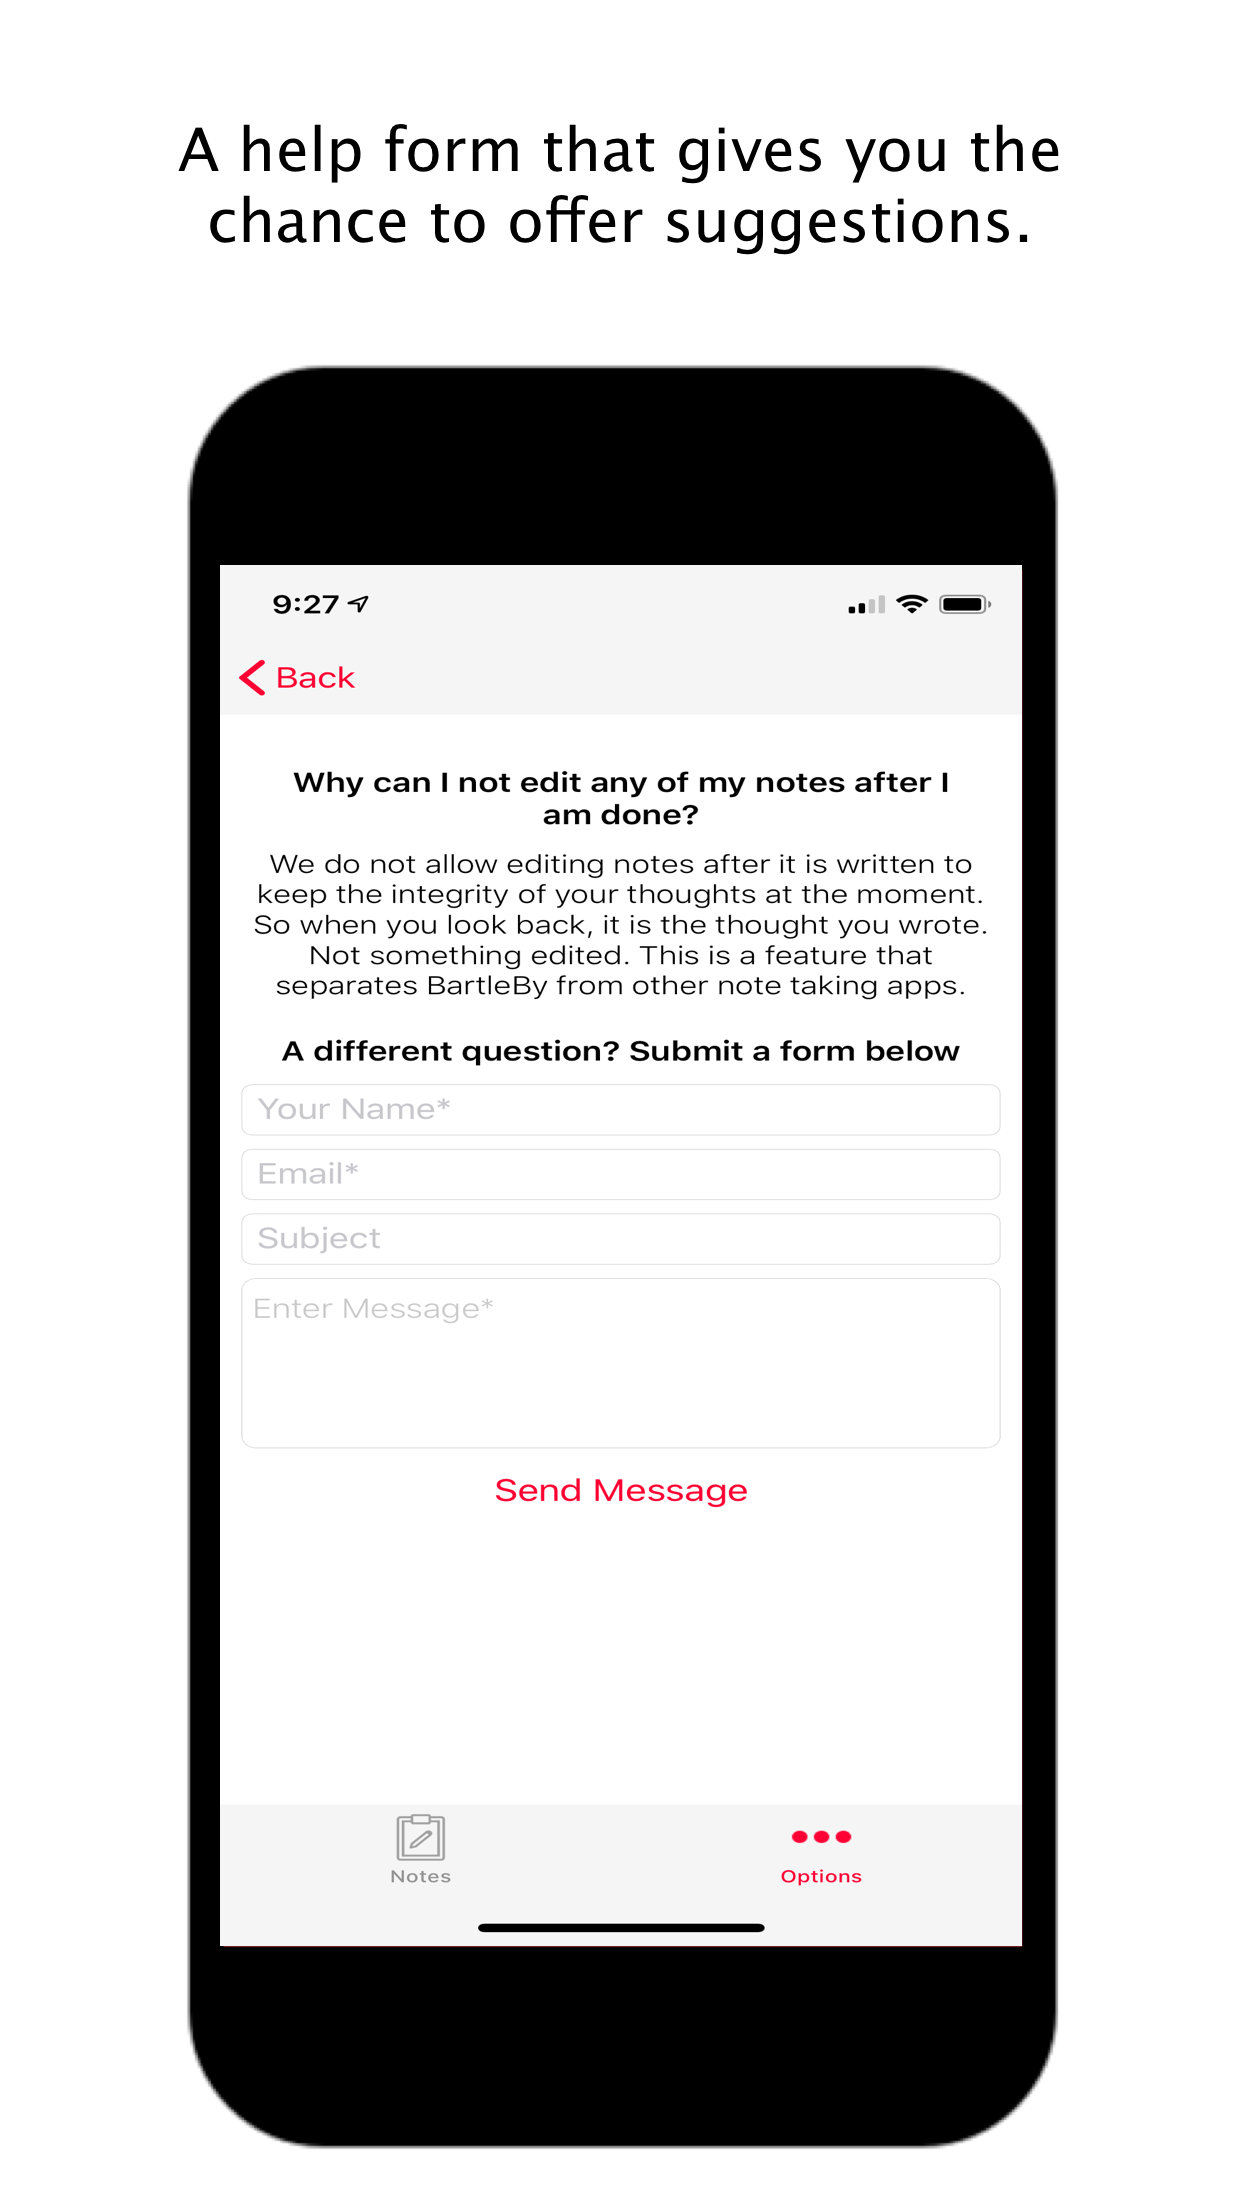 A help form that gives you the
chance to offer suggestions.
9:27
Back
Why can I not edit any of my notes after I
am done?
We do not allow editing notes after it is written to
keep the integrity of your thoughts at the moment.
So when you look back, it is the thought you wrote.
Not something edited. This is a feature that
separates BartleBy from other note taking apps.
A different question? Submit a form below
Your Name*
Email*
Subject
Enter Message*
Send Message
Notes
Options